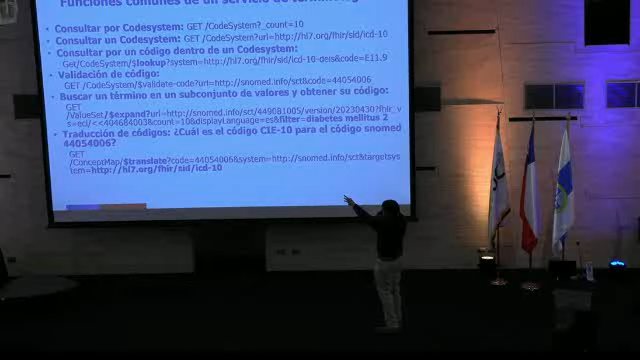 Funciones comunes de un servicio de terminolog
• Consultar por Codesystem: GET /CodeSystem?_count=10
• Consultar un Codesystem: GET /CodeSystem?url=http://hl7.org/fhir/sid/icd-10
• Consultar por un código dentro de un Codesystem:
Get/CodeSystem/$lookup?system=http://hl7.org/fhir/sid/icd-10-deis&code=E11.9
• Validación de código:
GET /CodeSystem/$validate-code?url=http://snomed.info/sct&code=44054006
• Buscar un término en un subconjunto de valores y obtener su código:
GET
/ValueSet/$expand?url=http://snomed.info/sct/449081005/version/20230430?fhir_v
s=ecl/<<404684003&count=10&displayLanguage=es&filter=diabetes mellitus 2
• Traducción de códigos: ¿Cuál es el código CIE-10 para el código snomed
44054006?
GET
/ConceptMap/$translate?code=44054006&system=http://snomed.info/sct&targetsys
tem=http://hl7.org/fhir/sid/icd-10